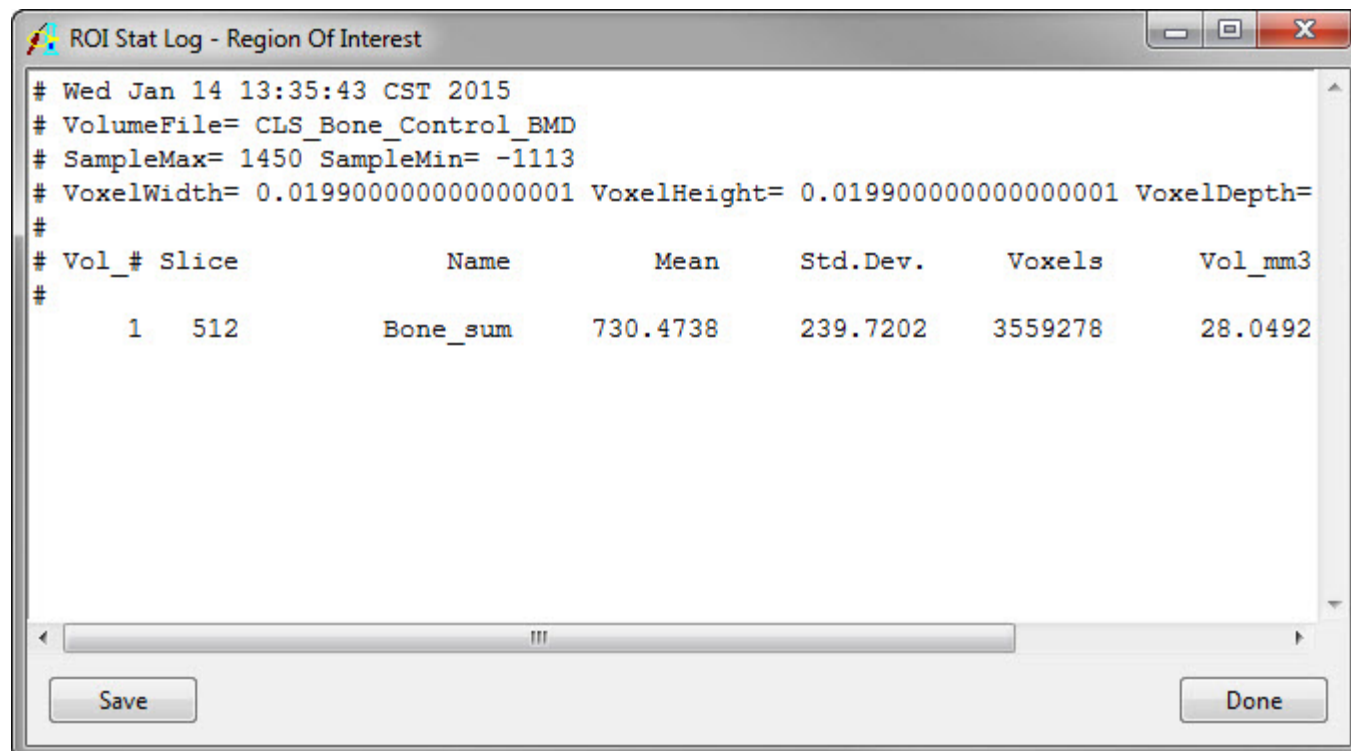 ROI Stat Log - Region Of Interest
# Wed Jan 14 13:35:43 CST 2015
# VolumeFile= CLS_Bone_Control_BMD
# SampleMax= 1450 SampleMin= -1113
# VoxelWidth= 0.019900000000000001 VoxelHeight= 0.019900000000000001 VoxelDepth=
#
# Vol_# Slice Name Mean Std.Dev. Voxels Vol_mm3
#
1 512 Bone_sum 730.4738 239.7202 3559278 28.0492
Save Done